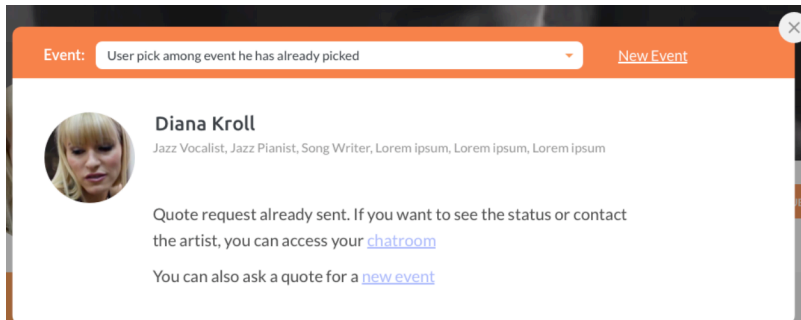 Event: User pick among event he has already picked New Event
Diana Kroll
Jazz Vocalist, Jazz Pianist, Song Writer, Lorem ipsum, Lorem ipsum, Lorem ipsum
Quote request already sent. If you want to see the status or contact
the artist, you can access your chatroom
You can also ask a quote for a new event